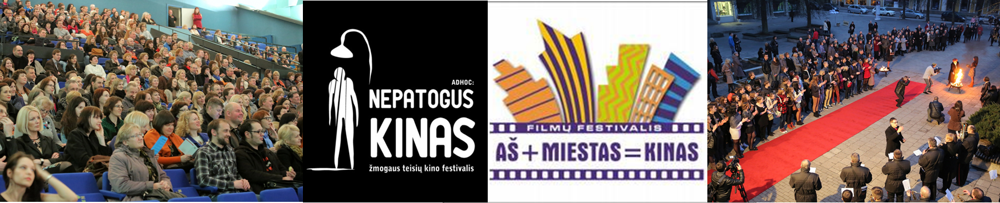 ADHOC:
NEPATOGUS
KINAS
žmogaus teisių kino festivalis
FILMŲ FESTIVALIS
AŠ+MIESTAS=KINAS